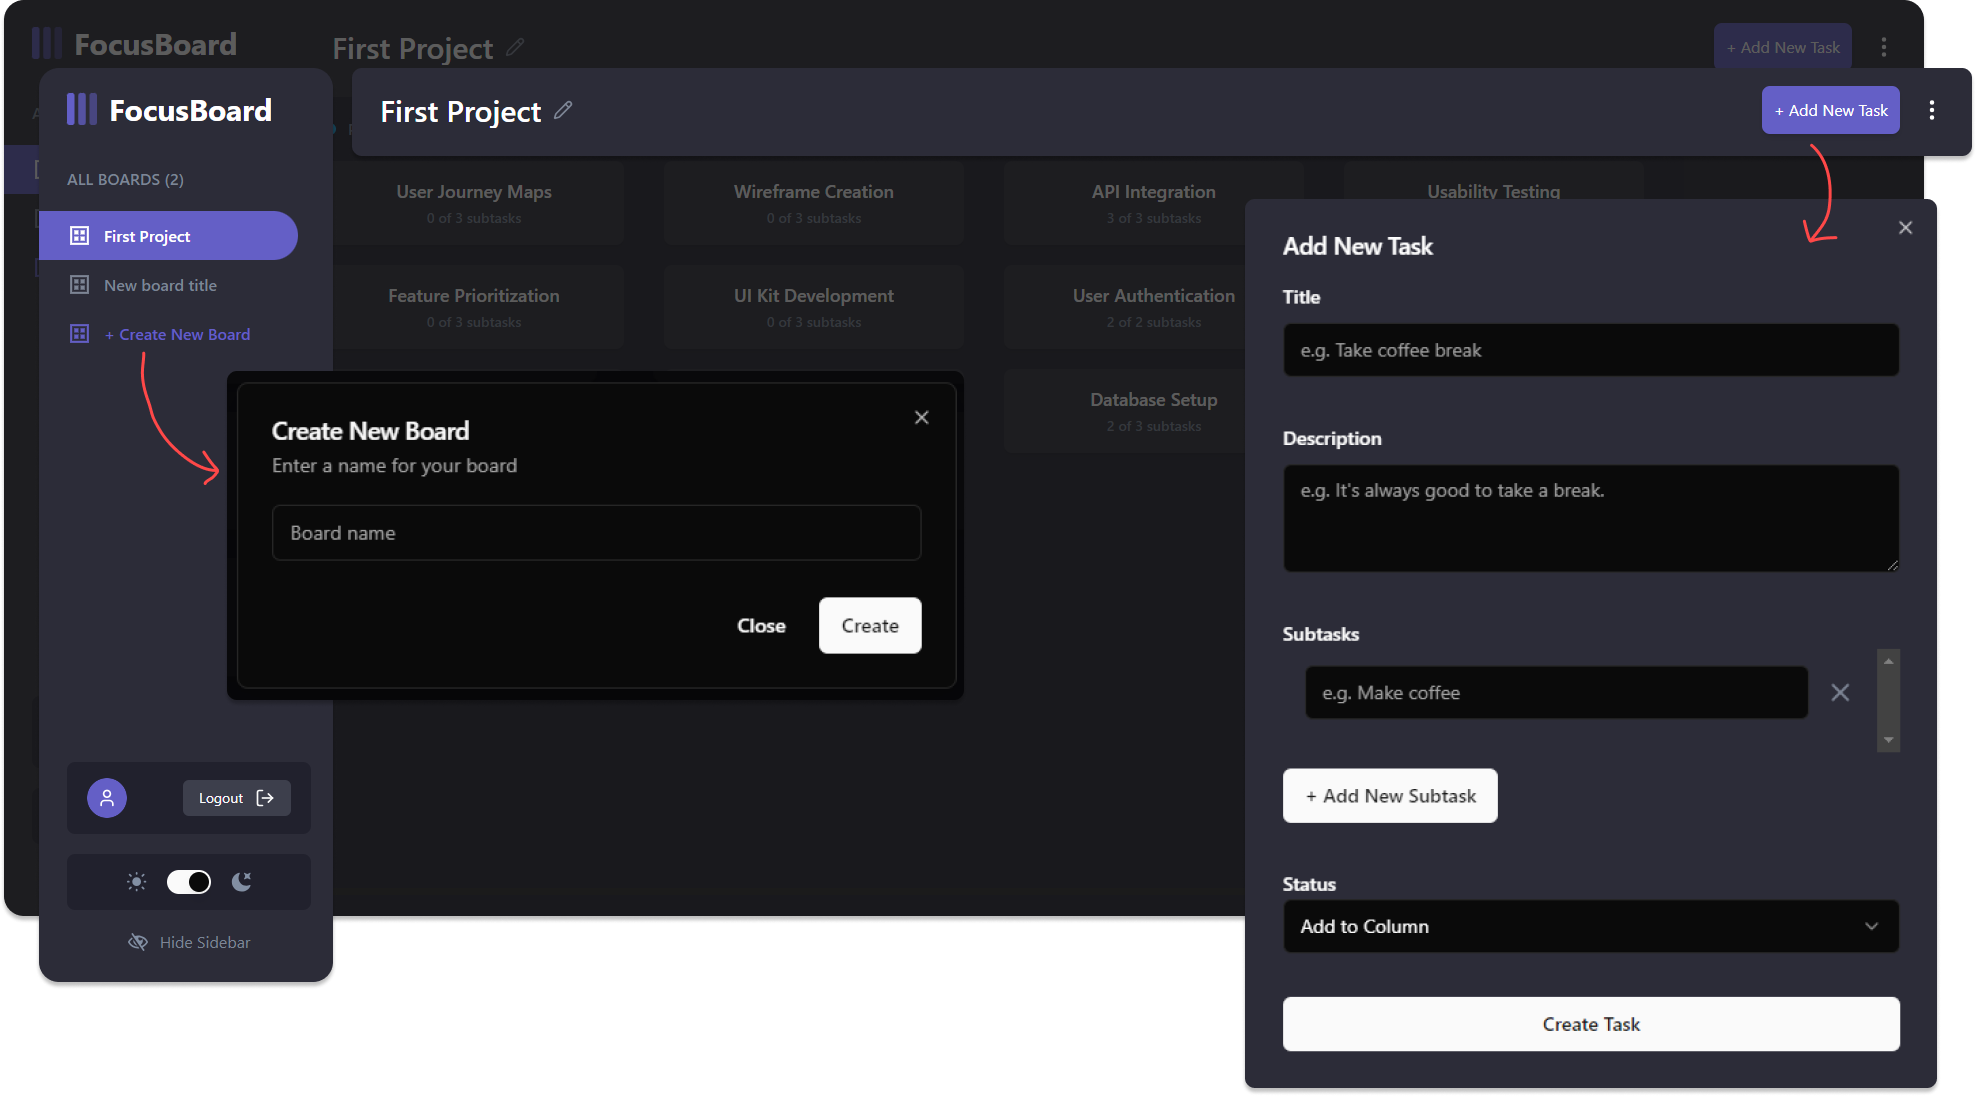 FocusBoard
First Project
+ Add New Task
FocusBoard
First Project
+ Add New Task
ALL BOARDS (2)
First Project
New board title
+ Create New Board
User Journey Maps
0 of 3 subtasks
Wireframe Creation
0 of 3 subtasks
API Integration
3 of 3 subtasks
Usability Testing
Feature Prioritization
0 of 3 subtasks
UI Kit Development
0 of 3 subtasks
User Authentication
2 of 2 subtasks
Database Setup
2 of 3 subtasks
Create New Board
Enter a name for your board
Board name
Close
Create
Logout
Hide Sidebar
Add New Task
Title
e.g. Take coffee break
Description
e.g. It's always good to take a break.
Subtasks
e.g. Make coffee
+ Add New Subtask
Status
Add to Column
Create Task